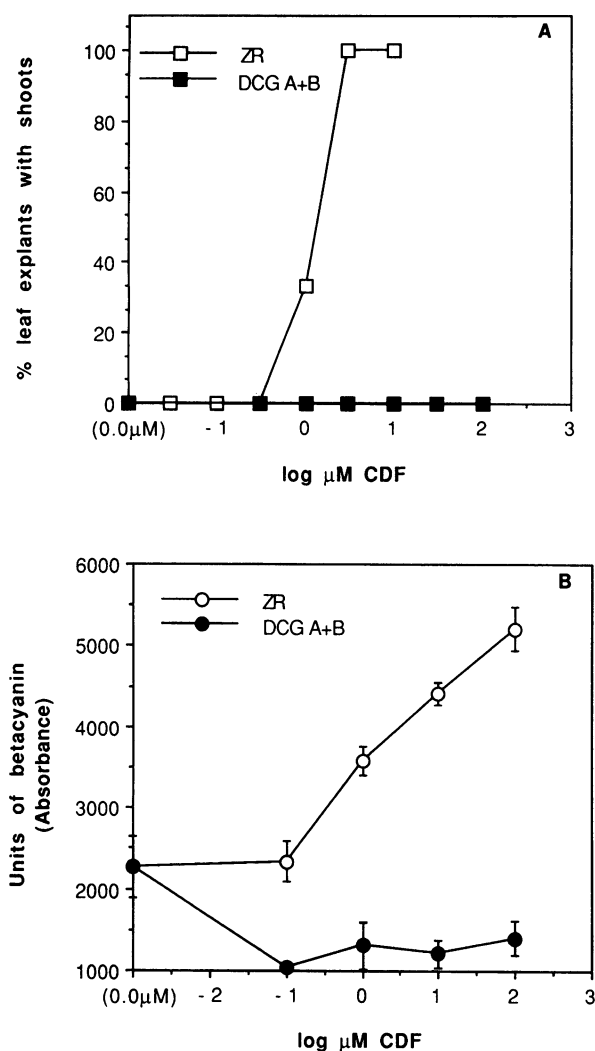 A
ZR
DCG A+B
% leaf explants with shoots
100
80
60
40
20
0
(0.0μM) - 1 0 1 2 3
log μM CDF
B
ZR
DCG A+B
Units of betacyanin
(Absorbance)
6000
5000
4000
3000
2000
1000
(0.0μM) - 2 - 1 0 1 2 3
log μM CDF